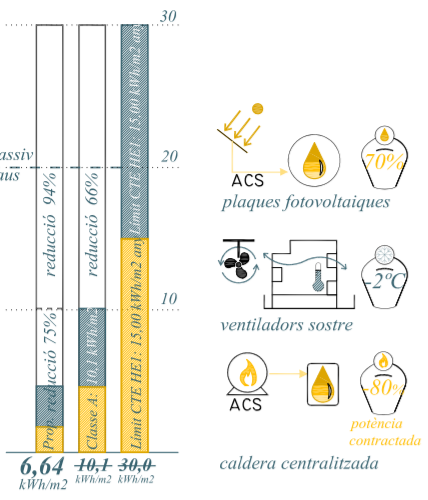 30
20
10
assiv
aus
reducció 94%
reducció 66%
Prop. reducció 75%
Classe A: 10,1 kWh/m2
Límit CTE HE1: 15,00 kWh/m2 any
Límit CTE HE1: 15,00 kWh/m2 any
6,64
kWh/m2
10,1
kWh/m2
30,0
kWh/m2
ACS
70%
plaques fotovoltaiques
-2ºC
ventiladors sostre
ACS
-80%
potència
contractada
caldera centralitzada